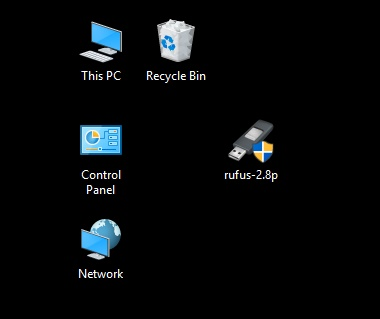 This PC
Recycle Bin
Control
Panel
rufus-2.8p
Network